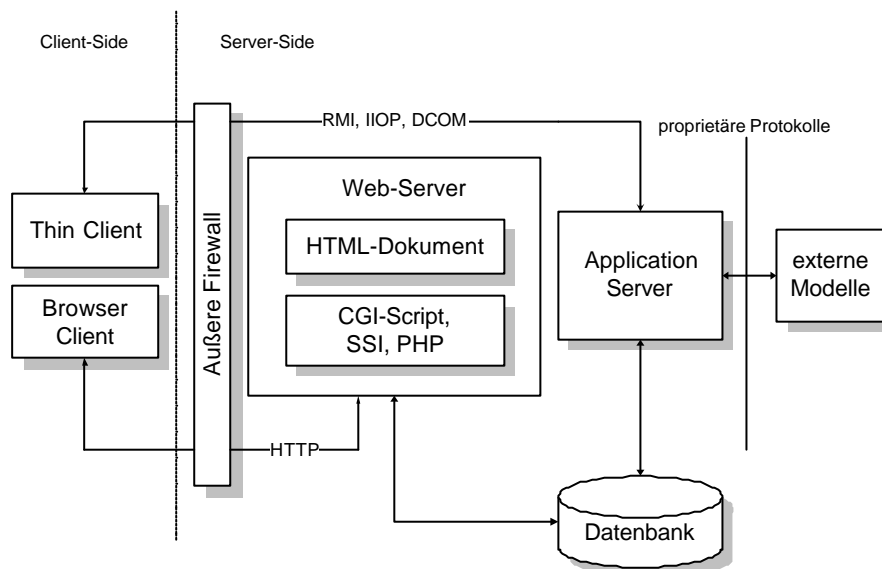 Client-Side
Server-Side
RMI, IIOP, DCOM
proprietäre Protokolle
Äußere Firewall
Web-Server
Thin Client
HTML-Dokument
Application
Server
externe
Modelle
Browser
Client
CGI-Script,
SSI, PHP
HTTP
Datenbank